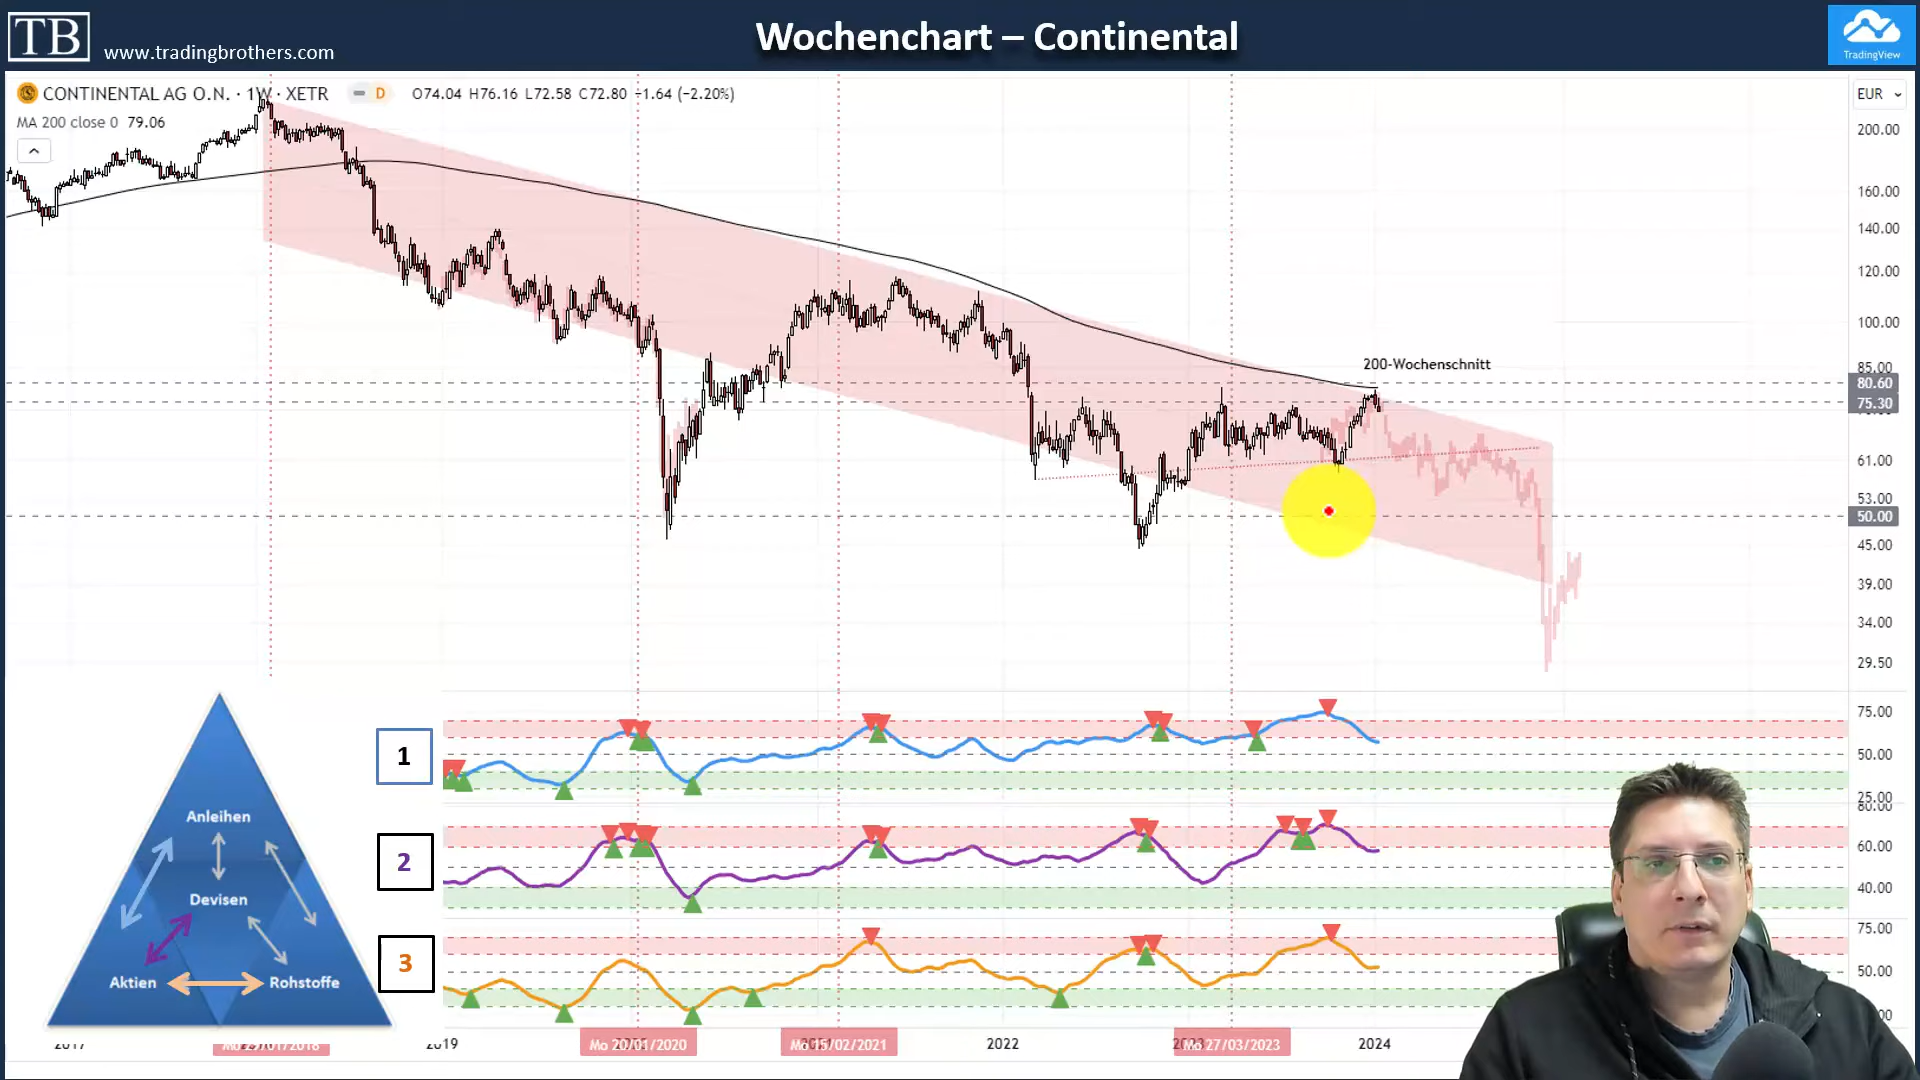 TB www.tradingbrothers.com
Wochenchart – Continental
TradingView
CONTINENTAL AG O.N. · 1W · XETR D O74.04 H76.16 L72.58 C72.80 −1.64 (−2.20%)
MA 200 close 0 79.06
EUR
200.00
160.00
140.00
120.00
100.00
200-Wochenschnitt
85.00
80.60
75.30
61.00
53.00
50.00
45.00
39.00
34.00
29.50
1
75.00
50.00
25.00
2
80.00
60.00
40.00
3
75.00
50.00
Anleihen
Devisen
Aktien
Rohstoffe
2017
2019
Mo 20/01/2020
Mo 15/02/2021
2022
Mo 27/03/2023
2024